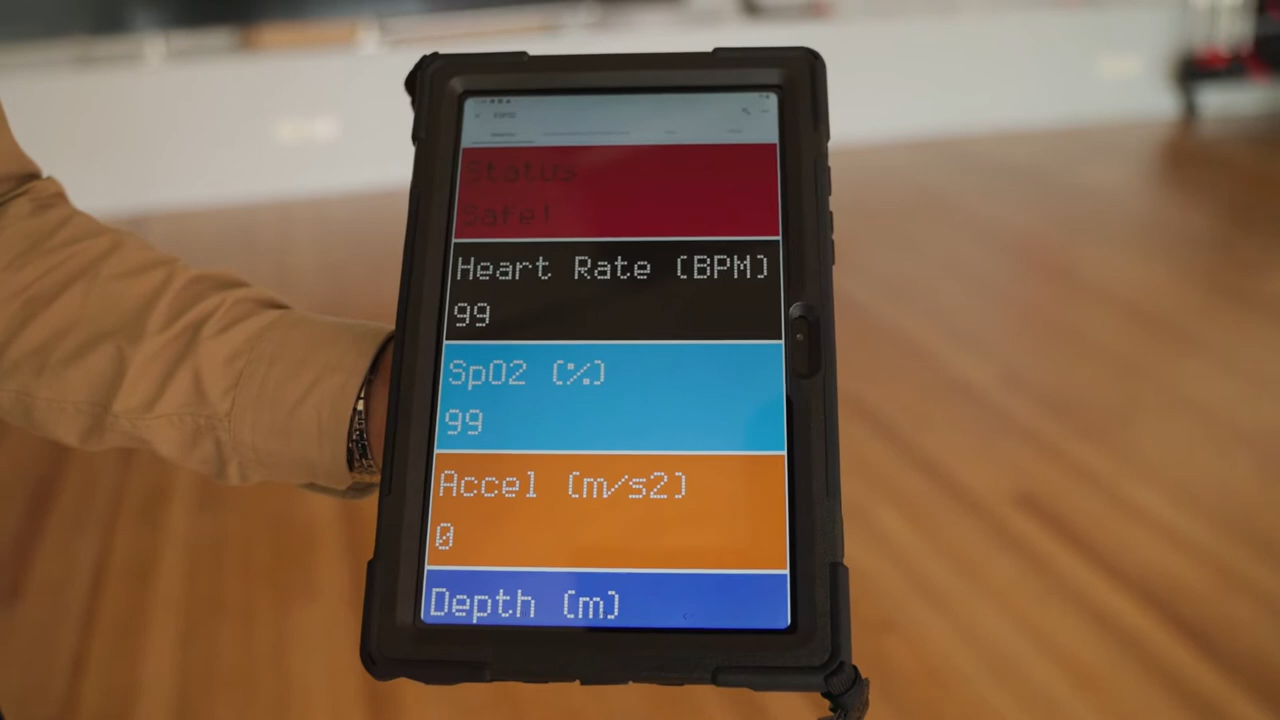 Status
Safe!
Heart Rate (BPM)
99
SpO2 (%)
99
Accel (m/s2)
0
Depth (m)